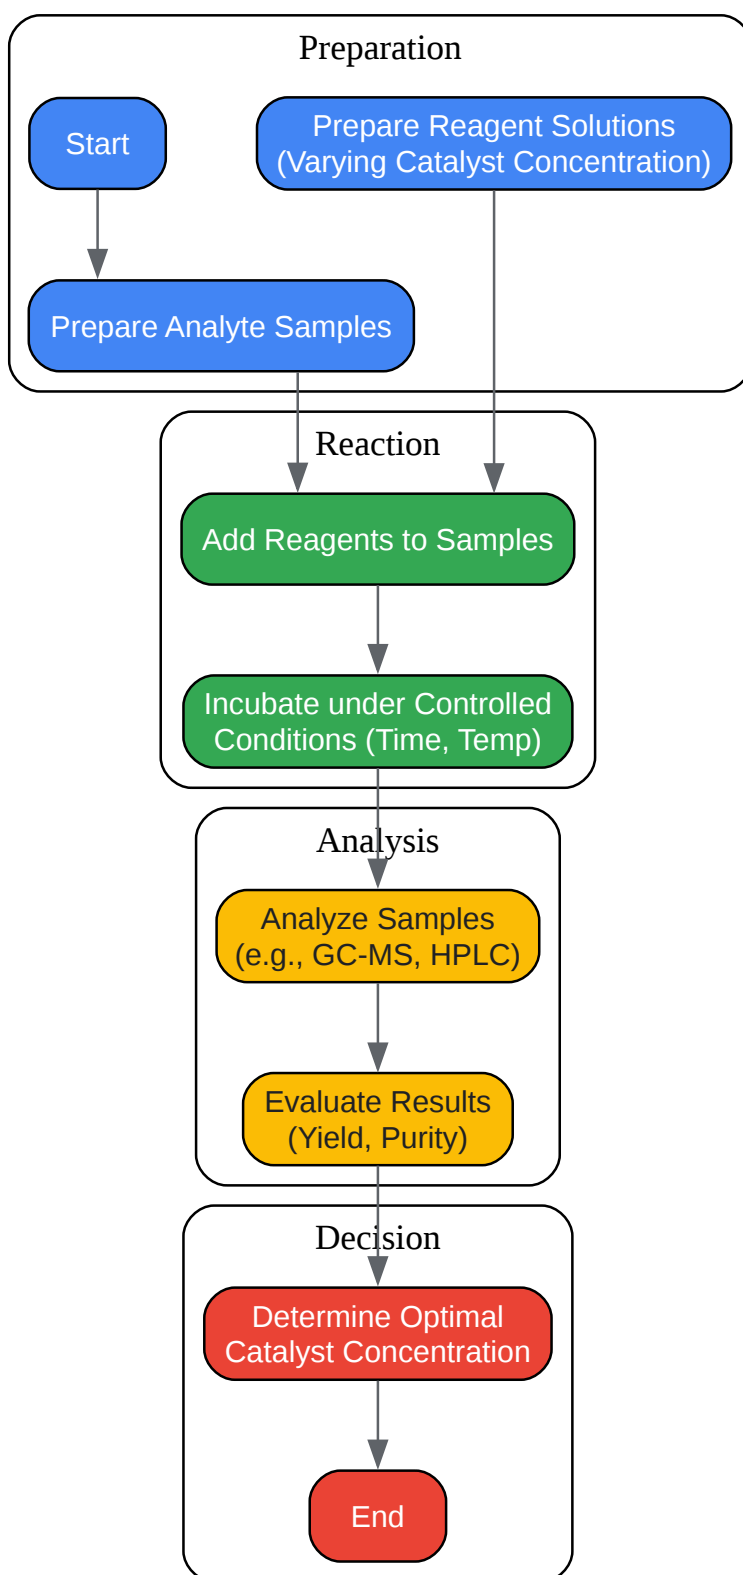 Preparation
Start
Prepare Reagent Solutions
(Varying Catalyst Concentration)
Prepare Analyte Samples
Reaction
Add Reagents to Samples
Incubate under Controlled
Conditions (Time, Temp)
Analysis
Analyze Samples
(e.g., GC-MS, HPLC)
Evaluate Results
(Yield, Purity)
Decision
Determine Optimal
Catalyst Concentration
End